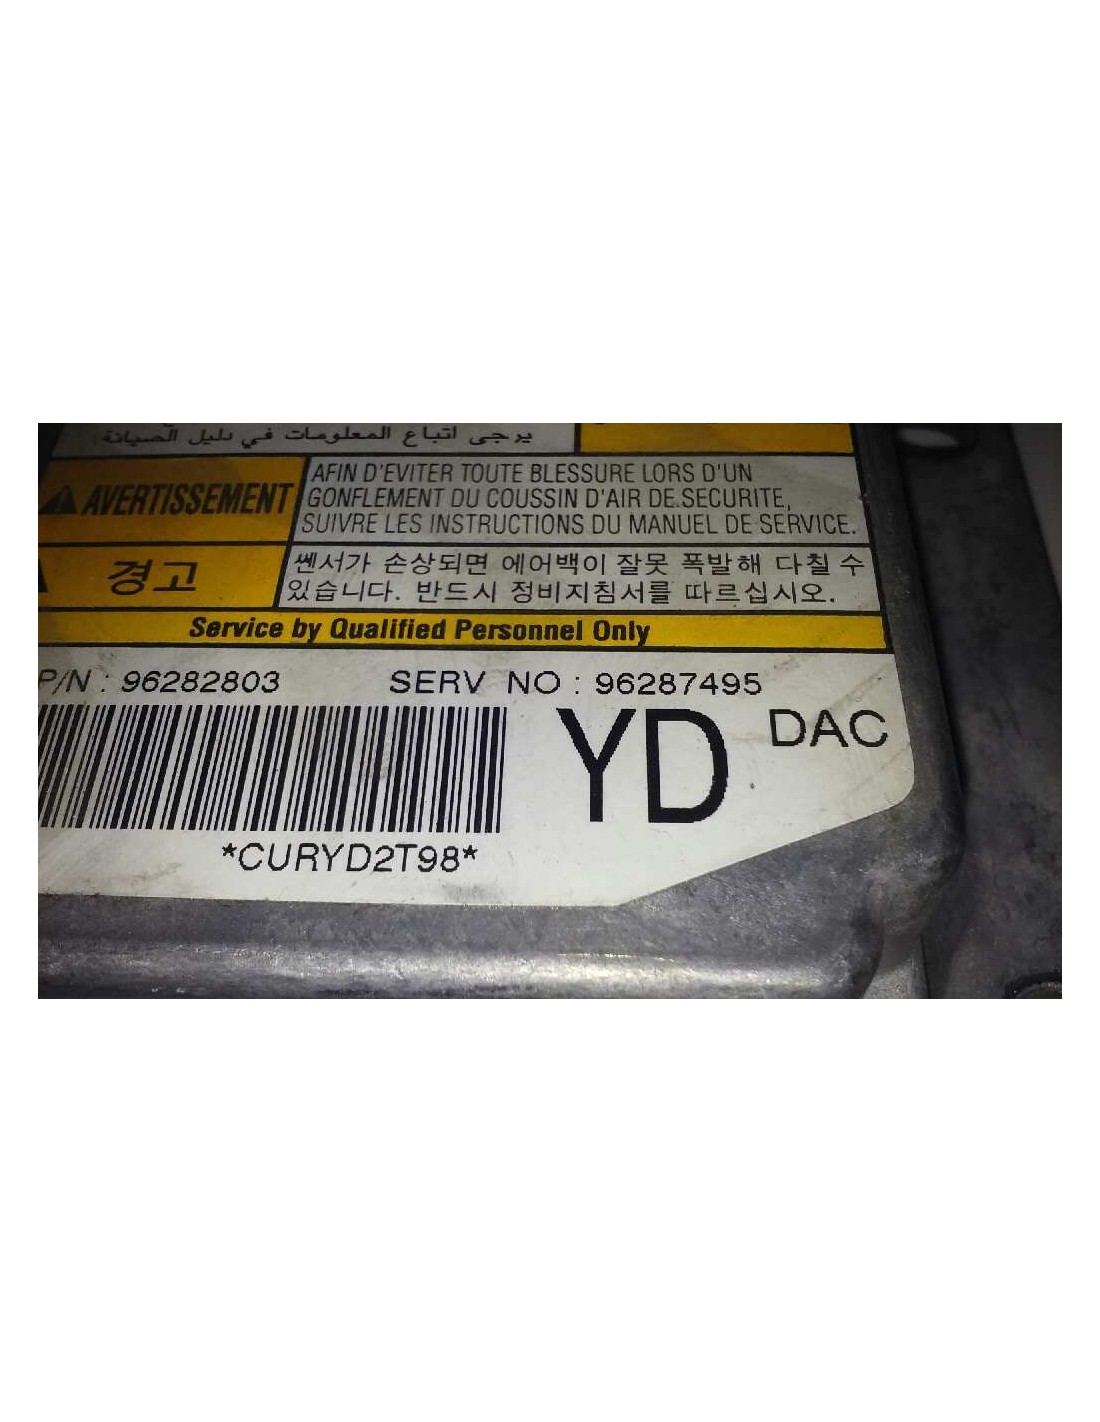 يرجى اتباع المعلومات في دليل الصيانة
AVERTISSEMENT
AFIN D'EVITER TOUTE BLESSURE LORS D'UN
GONFLEMENT DU COUSSIN D'AIR DE SECURITE,
SUIVRE LES INSTRUCTIONS DU MANUEL DE SERVICE.
경고
쎈서가 손상되면 에어백이 잘못 폭발해 다칠 수
있습니다. 반드시 정비지침서를 따르십시오.
Service by Qualified Personnel Only
P/N : 96282803 SERV NO : 96287495
YD DAC
*CURYD2T98*